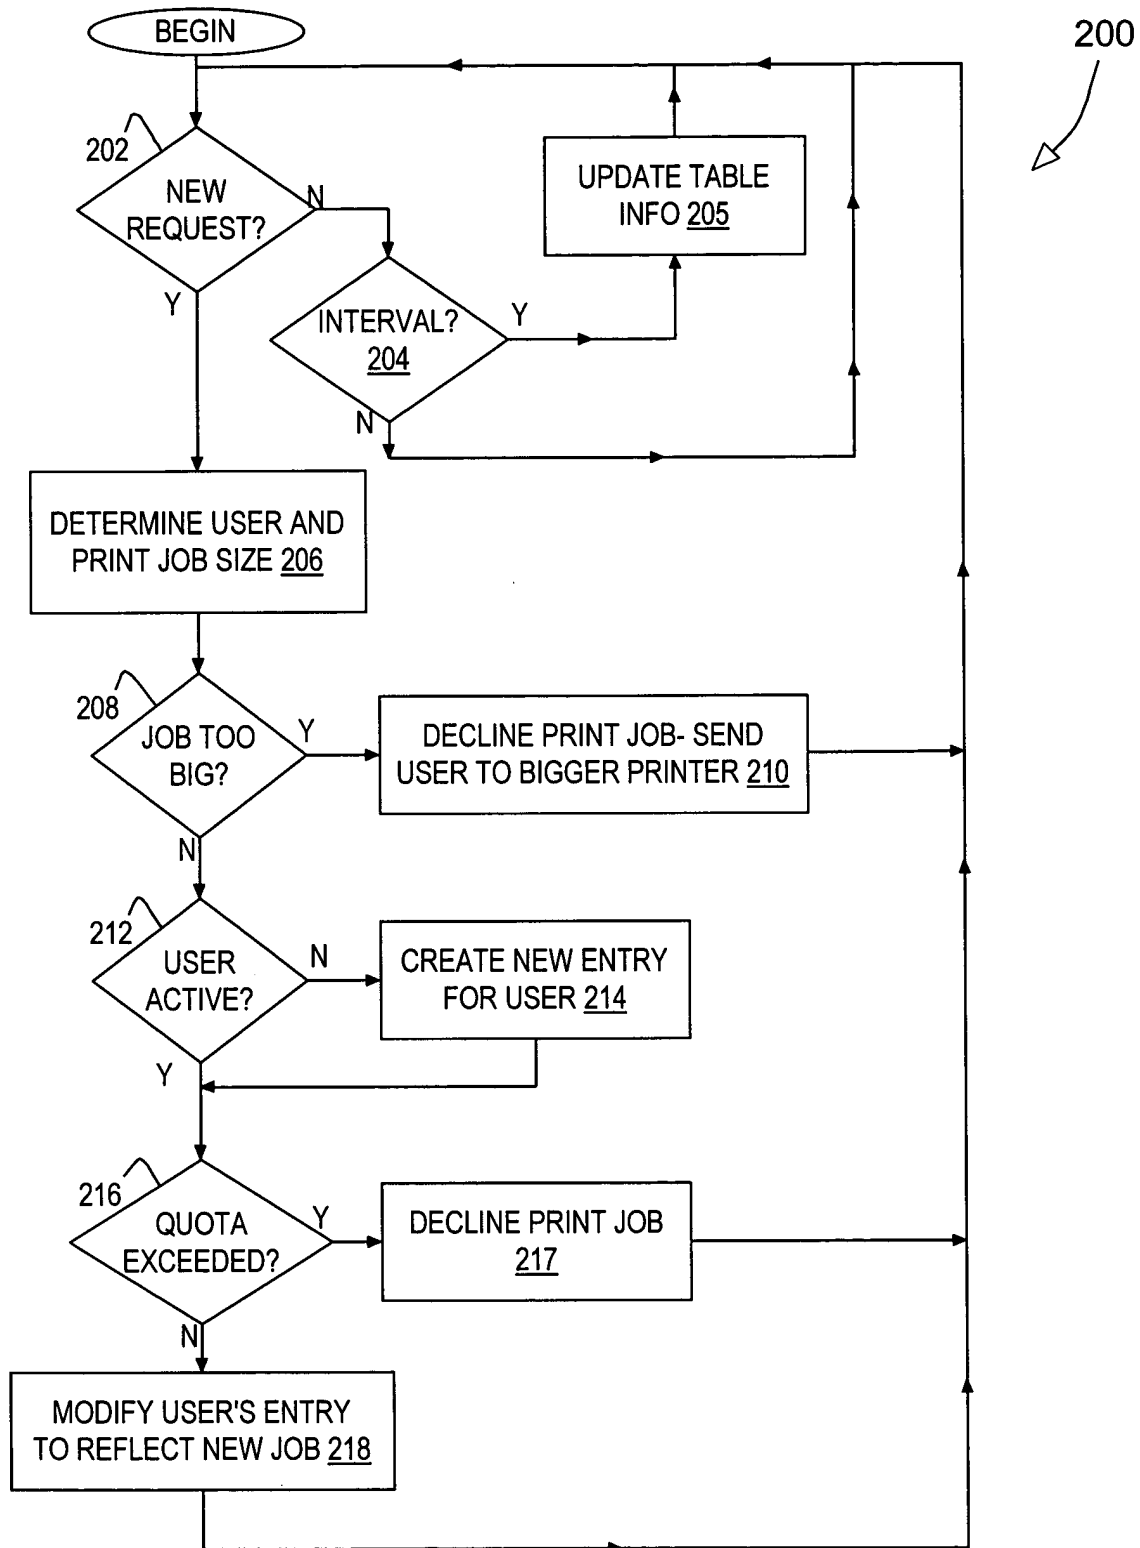 BEGIN
200
202
NEW
REQUEST?
N
Y
UPDATE TABLE
INFO 205
INTERVAL?
204
Y
N
DETERMINE USER AND
PRINT JOB SIZE 206
208
JOB TOO
BIG?
Y
N
DECLINE PRINT JOB- SEND
USER TO BIGGER PRINTER 210
212
USER
ACTIVE?
N
Y
CREATE NEW ENTRY
FOR USER 214
216
QUOTA
EXCEEDED?
Y
N
DECLINE PRINT JOB
217
MODIFY USER'S ENTRY
TO REFLECT NEW JOB 218